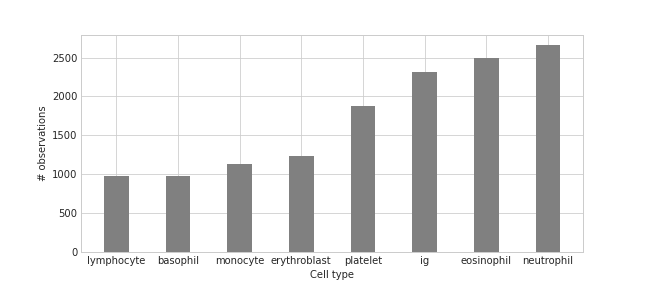 2500
2000
1500
1000
500
0
# observations
lymphocyte basophil monocyte erythroblast platelet ig eosinophil neutrophil
Cell type